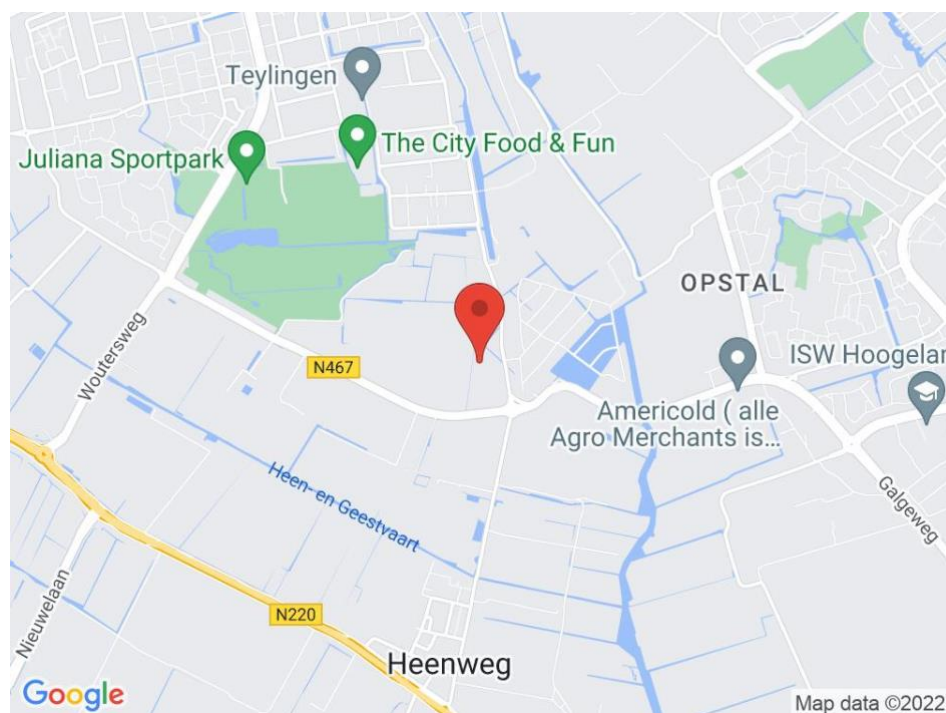 Teylingen
The City Food & Fun
Juliana Sportpark
OPSTAL
Woutersweg
N467
ISW Hoogelan
Americold ( alle
Agro Merchants is...
Heen- en Geestvaart
Galgeweg
Nieuwelaan
N220
Heenweg
Google
Map data ©2022